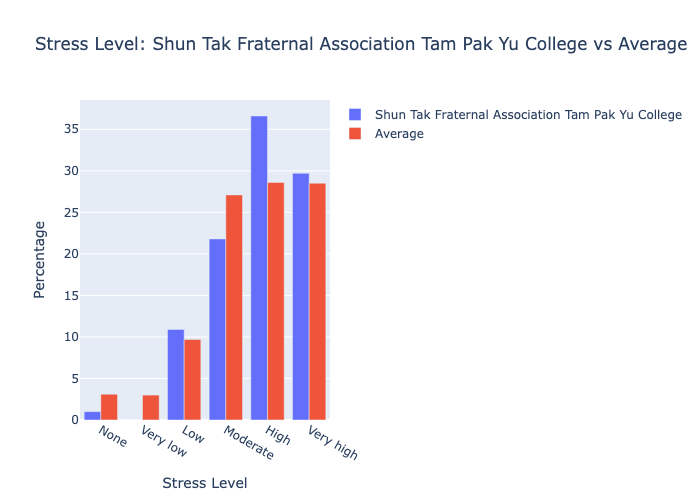 Stress Level: Shun Tak Fraternal Association Tam Pak Yu College vs Average
Shun Tak Fraternal Association Tam Pak Yu College
Average
Percentage
35
30
25
20
15
10
5
0
None
Very low
Low
Moderate
High
Very high
Stress Level